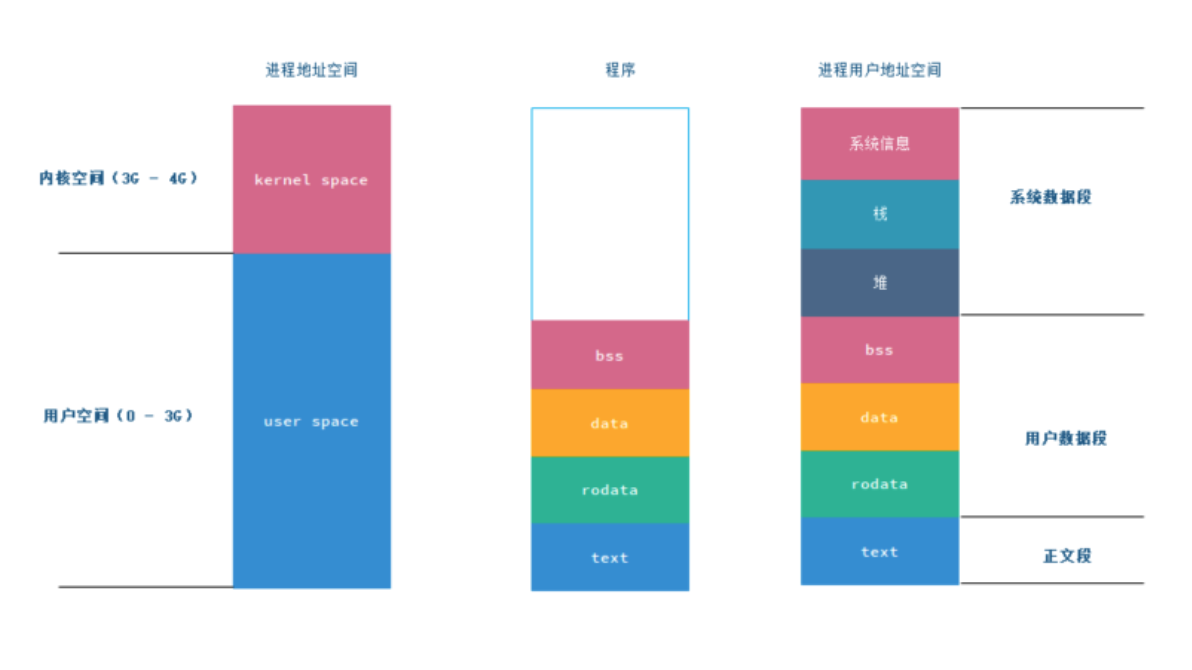 进程地址空间
程序
进程用户地址空间
内核空间（3G - 4G）
kernel space
用户空间（0 - 3G）
user space
bss
data
rodata
text
系统信息
栈
堆
bss
data
rodata
text
系统数据段
用户数据段
正文段